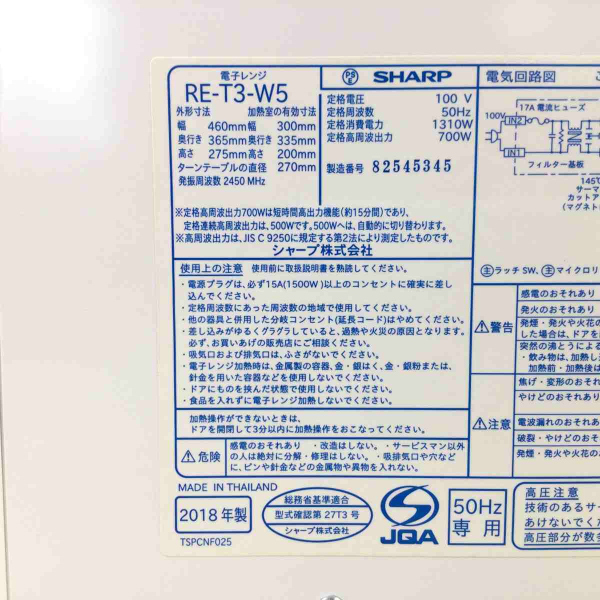 電子レンジ
RE-T3-W5
外形寸法 加熱室の有効寸法
幅 460mm 幅 300mm
奥行き 365mm 奥行き 335mm
高さ 275mm 高さ 200mm
ターンテーブルの直径 270mm
発振周波数 2450 MHz
PS
E
SHARP
定格電圧 100 V
定格周波数 50Hz
定格消費電力 1310W
定格高周波出力 700W
製造番号 82545345
※定格高周波出力700Wは短時間高出力機能(約15分間)であり、
定格連続高周波出力は、500Wです。500Wへは、自動的に切り替わります。
※高周波出力は、JIS C 9250に規定する第2法により測定したものです。
シャープ株式会社
使用上の注意 使用前に取扱説明書を熟読してください。
・電源プラグは、必ず15A(1500W)以上のコンセントに確実に差し
込んでください。
・定格周波数にあった周波数の地域で使用してください。
・他の器具と併用した分岐コンセント(延長コード)はやめてください。
・差し込みがゆるくグラグラしていると、過熱や火災の原因となります。
必ず、お買いあげの販売店にご相談ください。
・吸気口および排気口は、ふさがないでください。
・電子レンジ加熱時は、金属製の容器、金・銀はく、金・銀粉または、
針金を用いた容器などを使用しないでください。
・ドアにものを挟んだ状態で使用しないでください。
・食品を入れずに電子レンジ加熱しないでください。
加熱操作ができないときは、
ドアを開閉して3分以内に加熱操作をおこなってください。
危険
感電のおそれあり ・改造はしない。・サービスマン以外
の人は絶対に分解・修理はしない。・吸排気口や穴など
に、ピンや針金などの金属物や異物を入れない。
MADE IN THAILAND
2018年製
TSPCNF025
総務省基準適合
型式確認第27T3号
シャープ株式会社
JQA
50Hz
専用
電気回路図
17A 電流ヒューズ
100V
IN2
IN1
フィルター基板
145℃
サーマ
カットア
(マグネト
主 ラッチ SW. 主 マイクロリ
警告
感電のおそれあり
発火のおそれあり
発煙・発火や火花の
した場合は、ドアを
突然の沸とうによる
・飲み物は、加熱し
前・加熱後は
注意
焦げ・変形のおそれ
やけどのおそれあり
電波漏れのおそれあり
破裂・やけどのおそれ
発煙・発火や火花の
高圧注意
技術のあるサー
あけないでくだ
高圧部分が数多